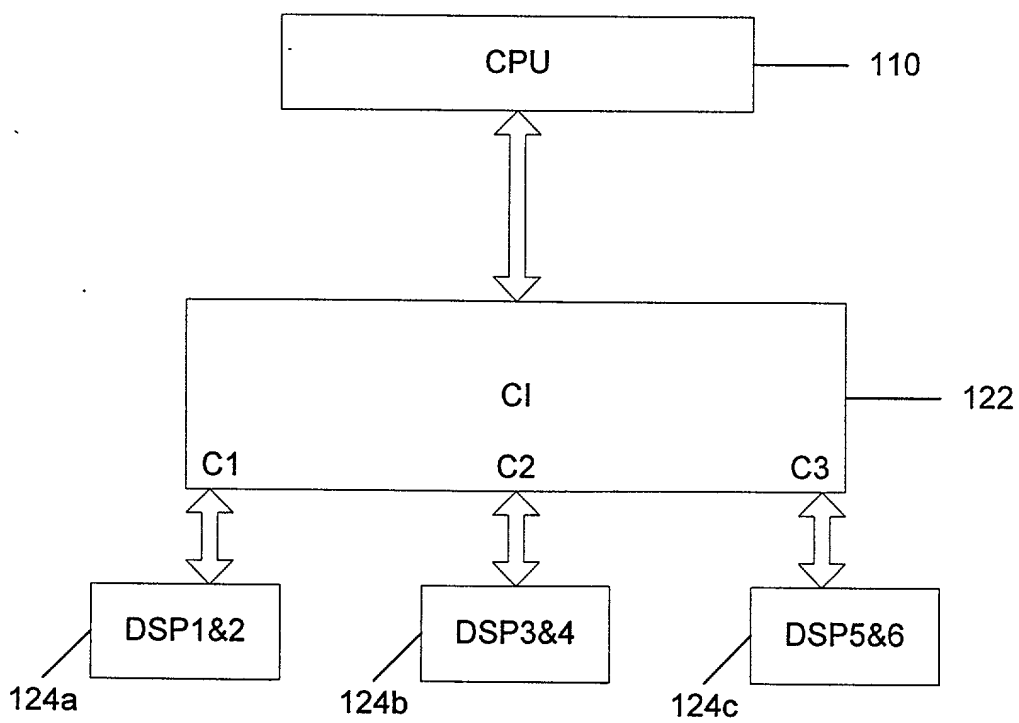 CPU
110
CI
122
C1
C2
C3
DSP1&2
DSP3&4
DSP5&6
124a
124b
124c